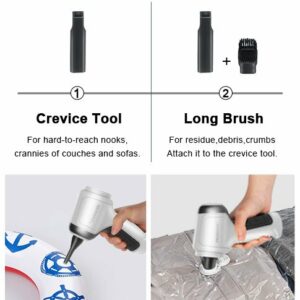 +
1
2
Crevice Tool
Long Brush
For hard-to-reach nooks,
crannies of couches and sofas.
For residue,debris,crumbs
Attach it to the crevice tool.